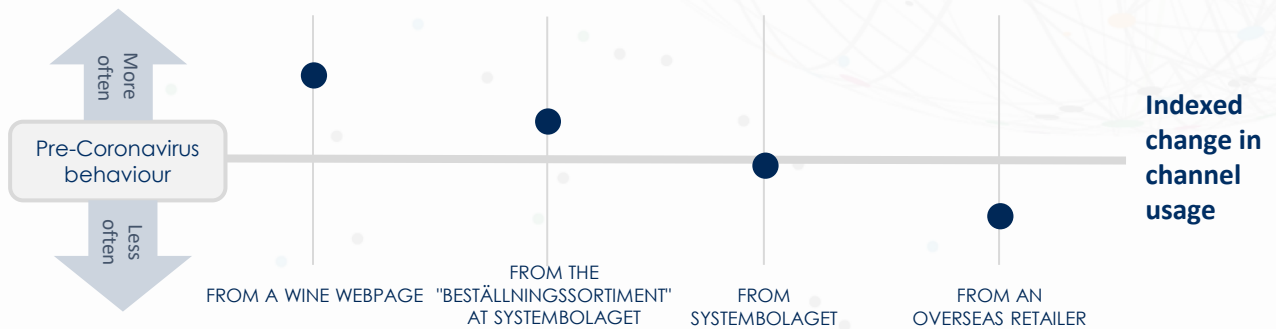 More
often
Pre-Coronavirus
behaviour
Less
often
Indexed
change in
channel
usage
FROM A WINE WEBPAGE
FROM THE
"BESTÄLLNINGSSORTIMENT"
AT SYSTEMBOLAGET
FROM
SYSTEMBOLAGET
FROM AN
OVERSEAS RETAILER